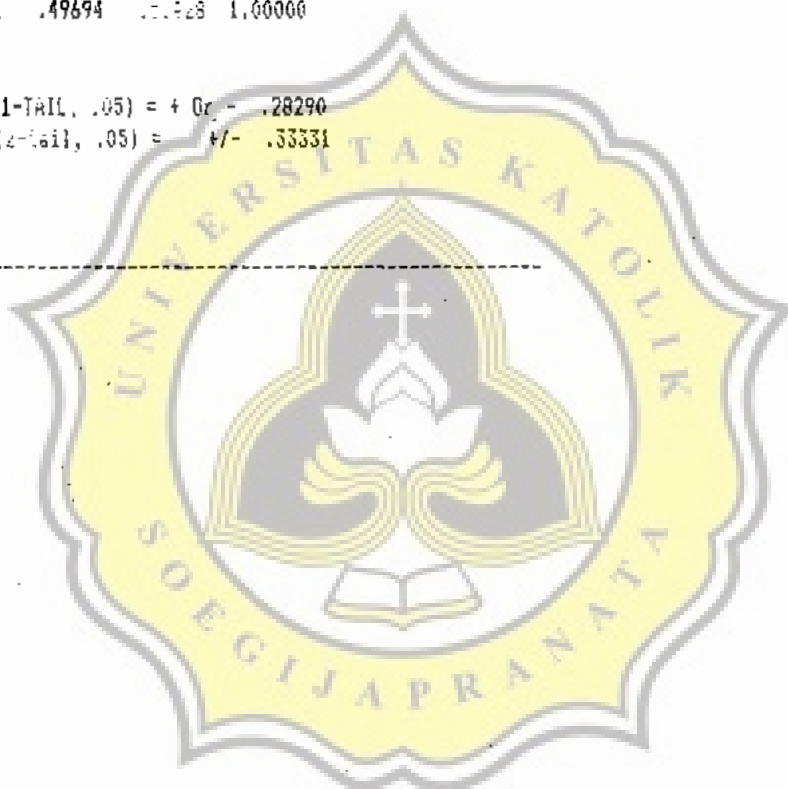 .49694 1.00000
1-TAIL, .05) = + Or - .28290
.05) = +/- .33331
UNIVERSITAS KATOLIK
SOEGIJAPRANATA